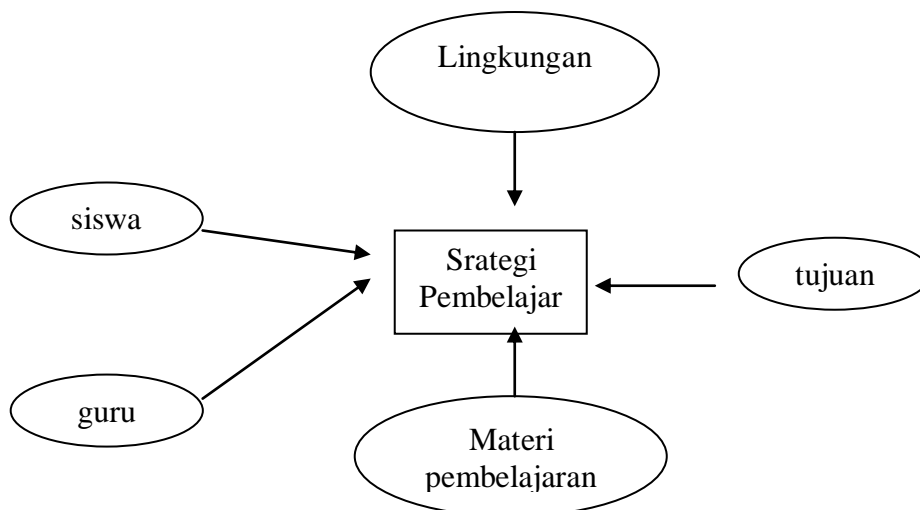 Lingkungan
siswa
Srategi
Pembelajar
tujuan
guru
Materi
pembelajaran